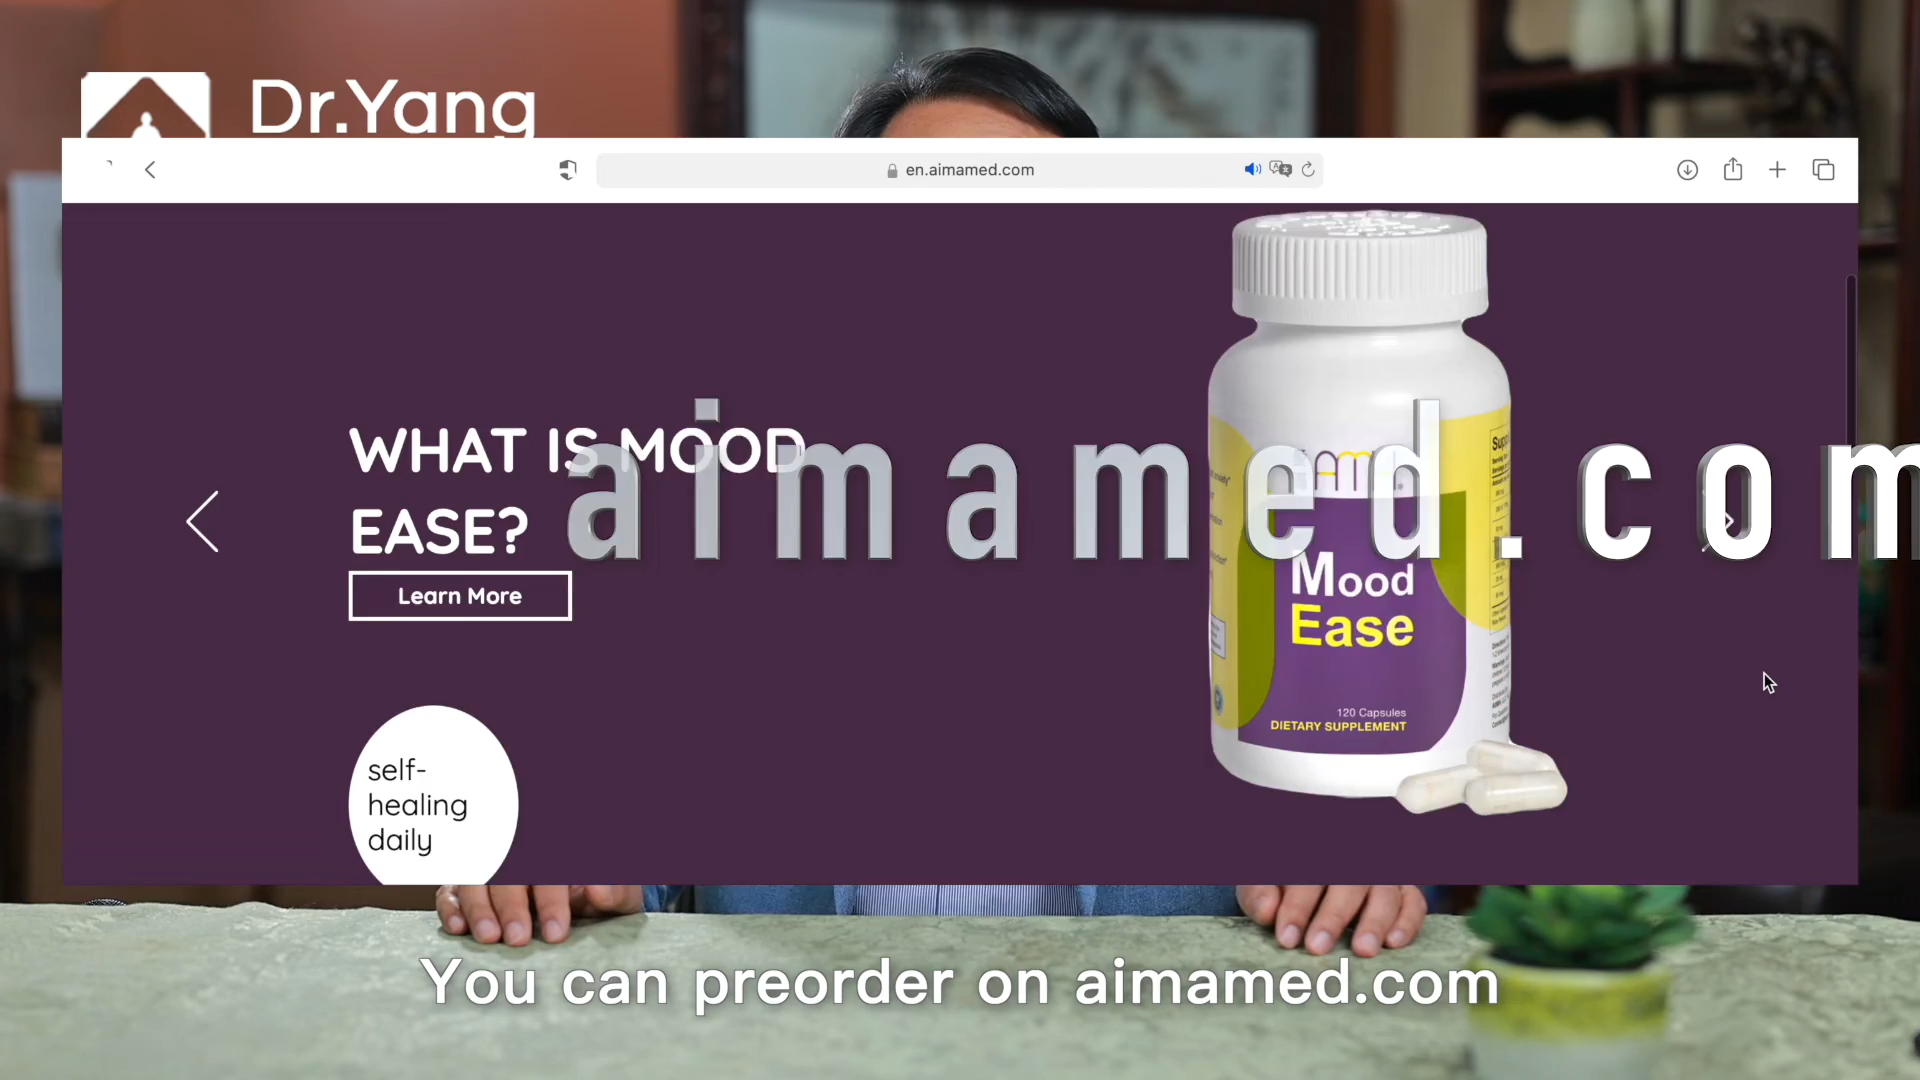 Dr.Yang
en.aimamed.com
WHAT IS MOOD
EASE?
Learn More
aimamed.com
self-
healing
daily
Mood
Ease
120 Capsules
DIETARY SUPPLEMENT
You can preorder on aimamed.com